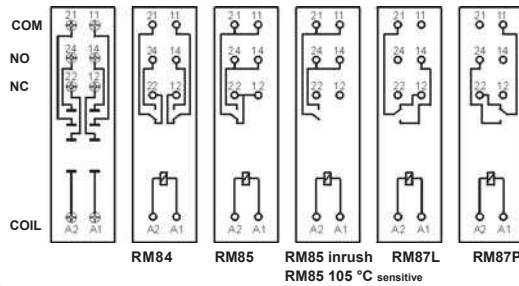 COM 21 11 21 11 21 11 21 11 21 11 21 11
NO 24 14 24 14 24 14 24 14 24 14 24 14
NC 22 12 22 12 22 12 22 12 22 12 22 12
COIL A2 A1 A2 A1 A2 A1 A2 A1 A2 A1 A2 A1
RM84 RM85 RM85 inrush RM87L RM87P
RM85 105 °C sensitive